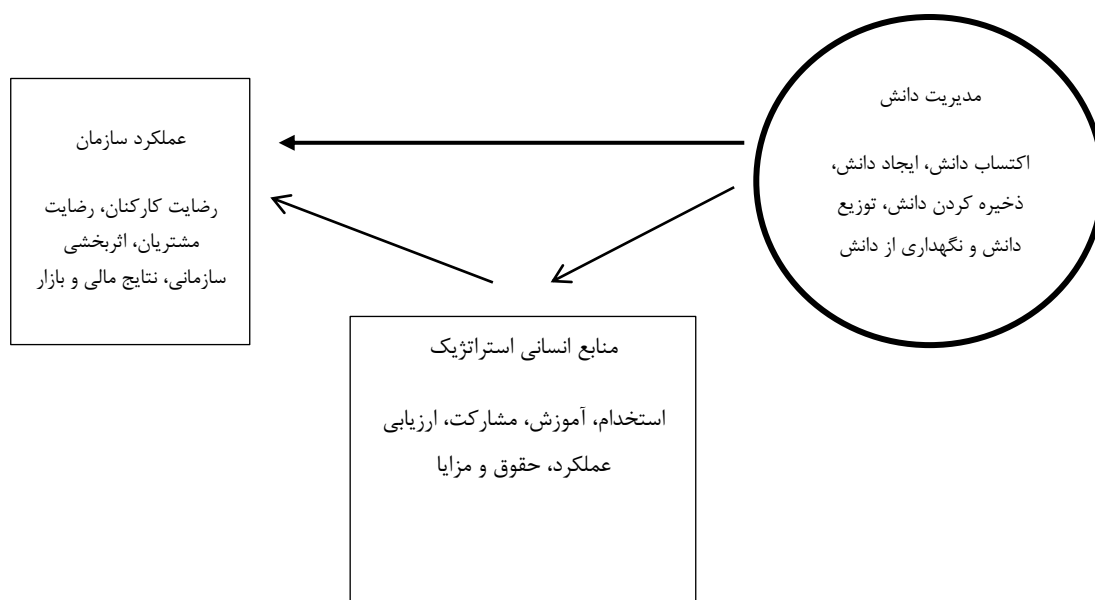 مدیریت دانش
اکتساب دانش، ایجاد دانش،
ذخیره کردن دانش، توزیع
دانش و نگهداری از دانش
عملکرد سازمان
رضایت کارکنان، رضایت
مشتریان، اثربخشی
سازمانی، نتایج مالی و بازار
منابع انسانی استراتژیک
استخدام، آموزش، مشارکت، ارزیابی
عملکرد، حقوق و مزایا